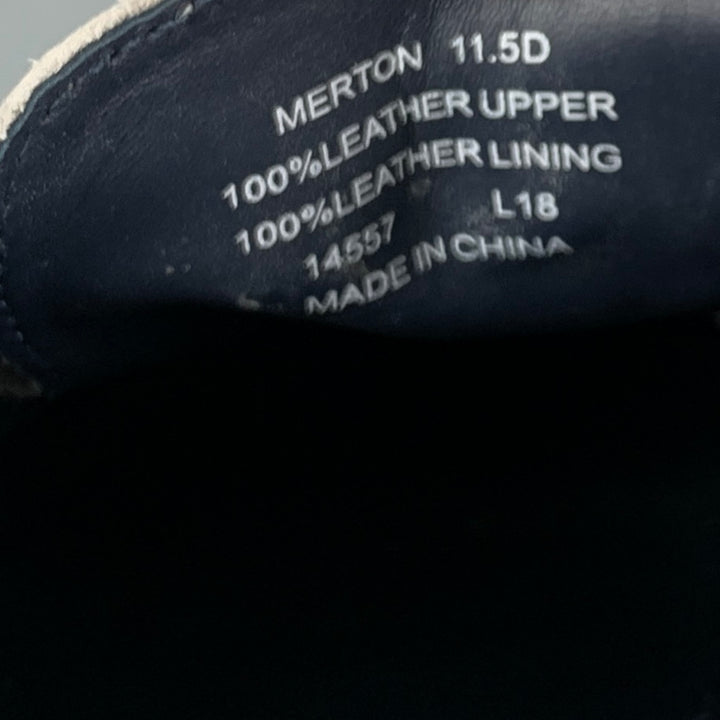 MERTON 11.5D
100%LEATHER UPPER
100%LEATHER LINING
14557 L18
MADE IN CHINA